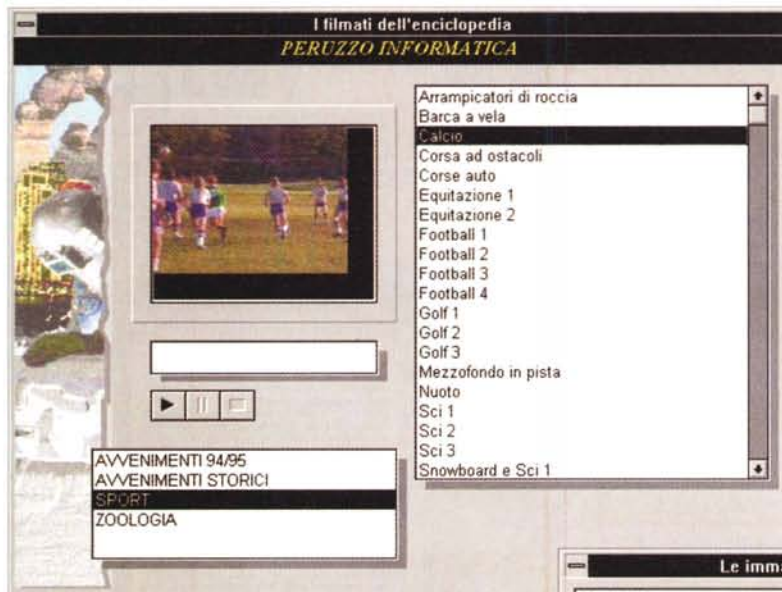 I filmati dell'enciclopedia
PERUZZO INFORMATICA
Arrampicatori di roccia
Barca a vela
Calcio
Corsa ad ostacoli
Corse auto
Equitazione 1
Equitazione 2
Football 1
Football 2
Football 3
Football 4
Golf 1
Golf 2
Golf 3
Mezzofondo in pista
Nuoto
Sci 1
Sci 2
Sci 3
Snowboard e Sci 1
AVVENIMENTI 94/95
AVVENIMENTI STORICI
SPORT
ZOOLOGIA
Le imma